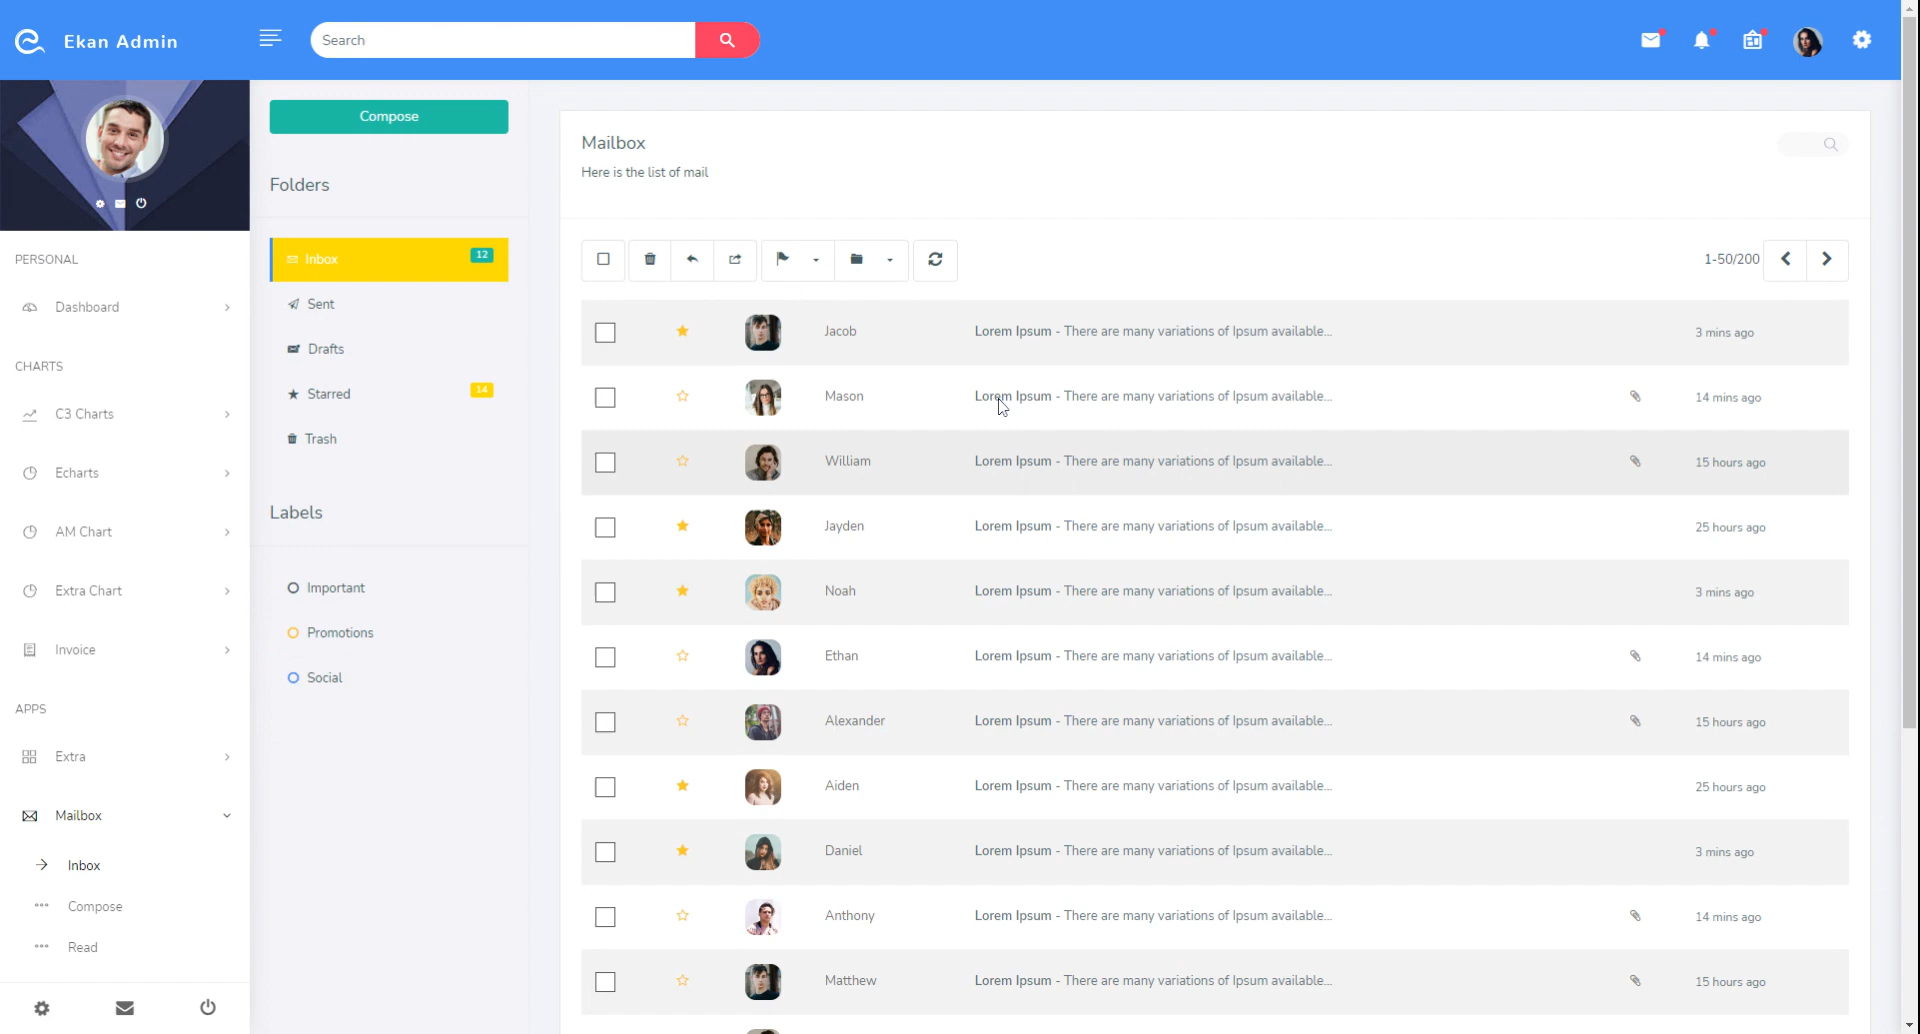 Ekan Admin
Search
PERSONAL
Dashboard
CHARTS
C3 Charts
Echarts
AM Chart
Extra Chart
Invoice
APPS
Extra
Mailbox
Inbox
Compose
Read
Compose
Folders
Inbox 12
Sent
Drafts
Starred 14
Trash
Labels
Important
Promotions
Social
Mailbox
Here is the list of mail
1-50/200
Jacob Lorem Ipsum - There are many variations of Ipsum available... 3 mins ago
Mason Lorem Ipsum - There are many variations of Ipsum available... 14 mins ago
William Lorem Ipsum - There are many variations of Ipsum available... 15 hours ago
Jayden Lorem Ipsum - There are many variations of Ipsum available... 25 hours ago
Noah Lorem Ipsum - There are many variations of Ipsum available... 3 mins ago
Ethan Lorem Ipsum - There are many variations of Ipsum available... 14 mins ago
Alexander Lorem Ipsum - There are many variations of Ipsum available... 15 hours ago
Aiden Lorem Ipsum - There are many variations of Ipsum available... 25 hours ago
Daniel Lorem Ipsum - There are many variations of Ipsum available... 3 mins ago
Anthony Lorem Ipsum - There are many variations of Ipsum available... 14 mins ago
Matthew Lorem Ipsum - There are many variations of Ipsum available... 15 hours ago